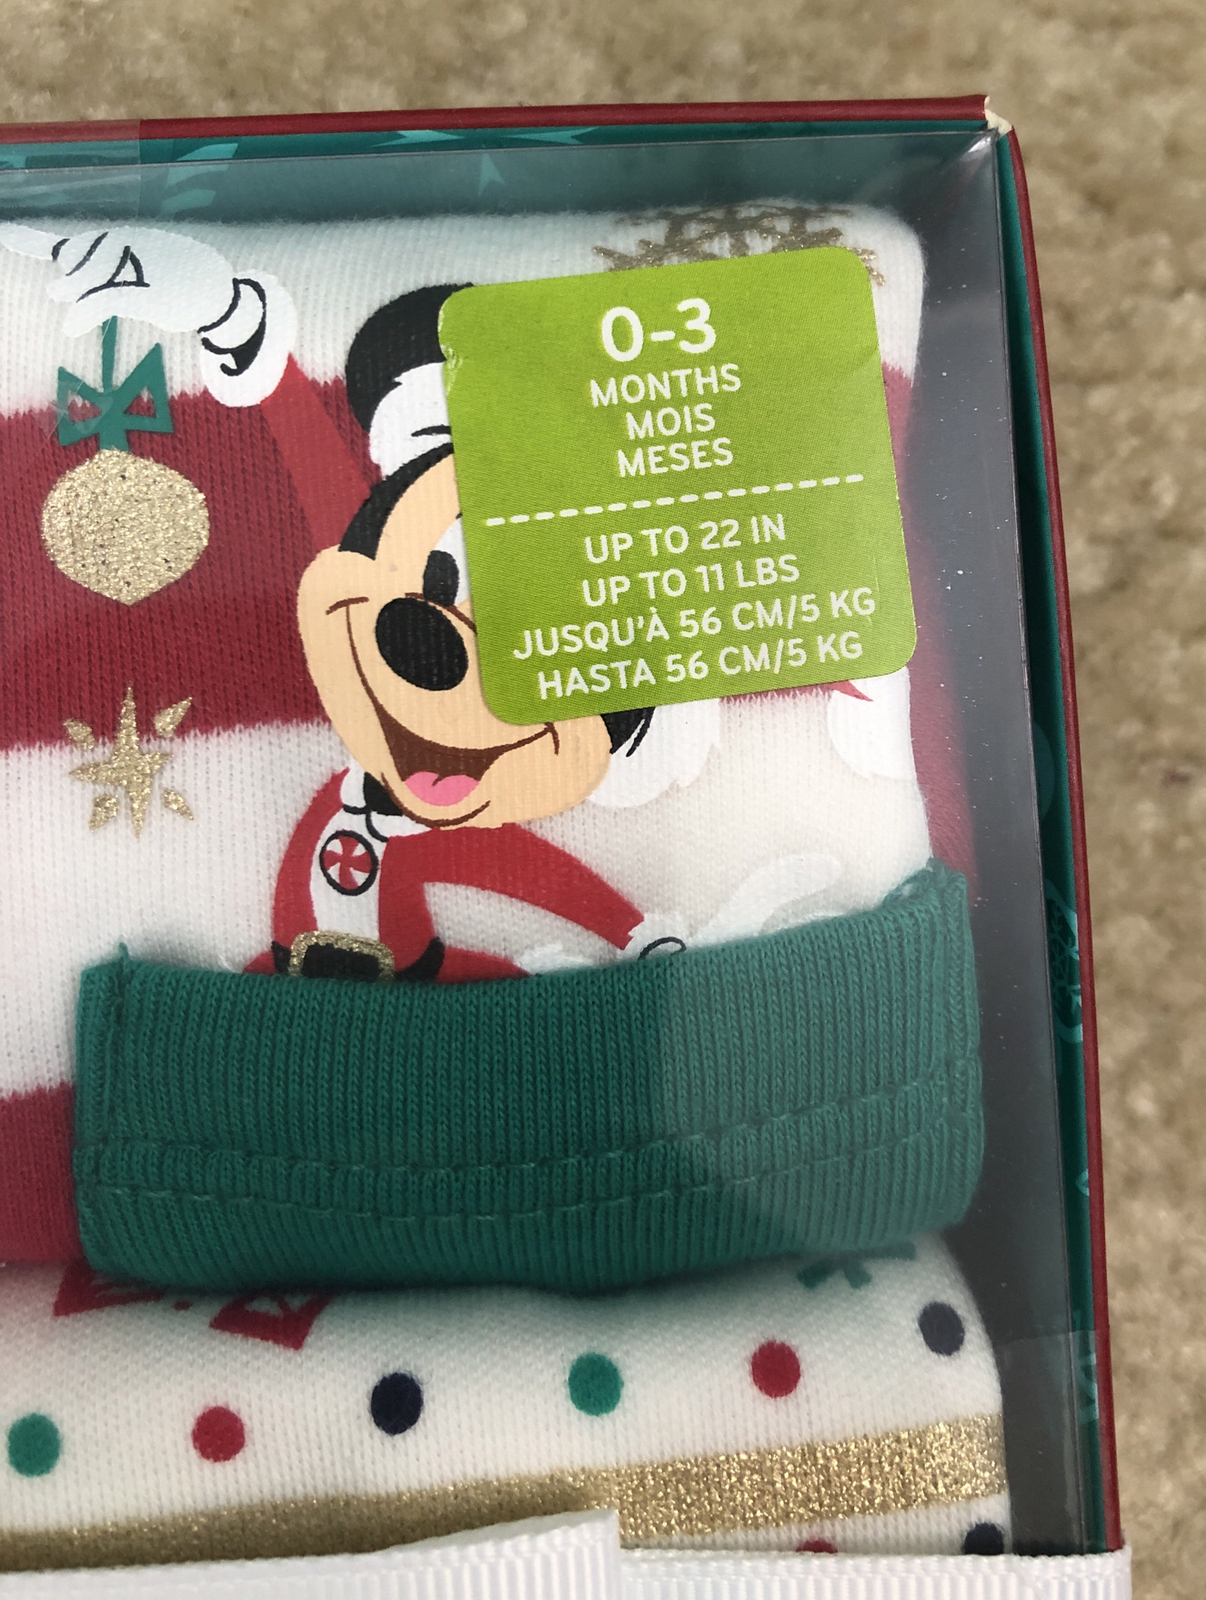 0-3
MONTHS
MOIS
MESES
UP TO 22 IN
UP TO 11 LBS
JUSQU'À 56 CM/5 KG
HASTA 56 CM/5 KG